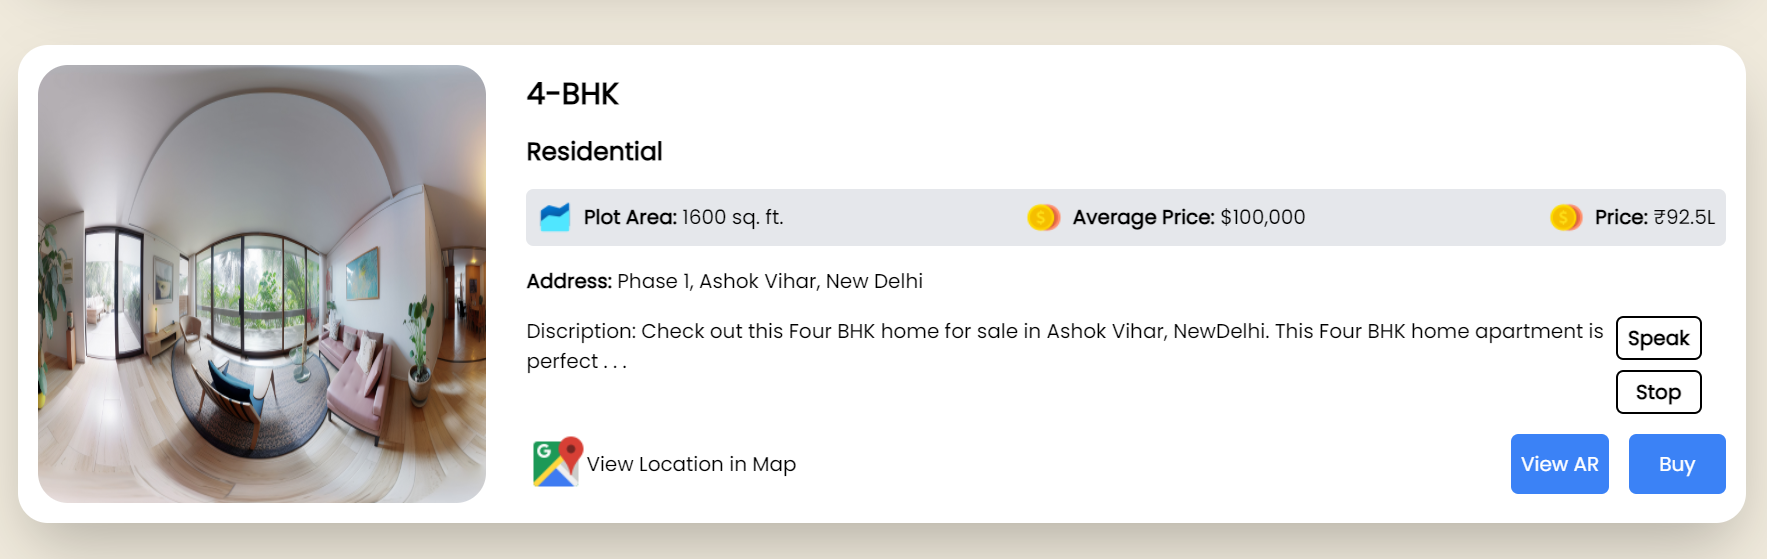 4-BHK
Residential
Plot Area: 1600 sq. ft.
Average Price: $100,000
Price: ₹92.5L
Address: Phase 1, Ashok Vihar, New Delhi
Discription: Check out this Four BHK home for sale in Ashok Vihar, NewDelhi. This Four BHK home apartment is
perfect . . .
Speak
Stop
G
View Location in Map
View AR
Buy